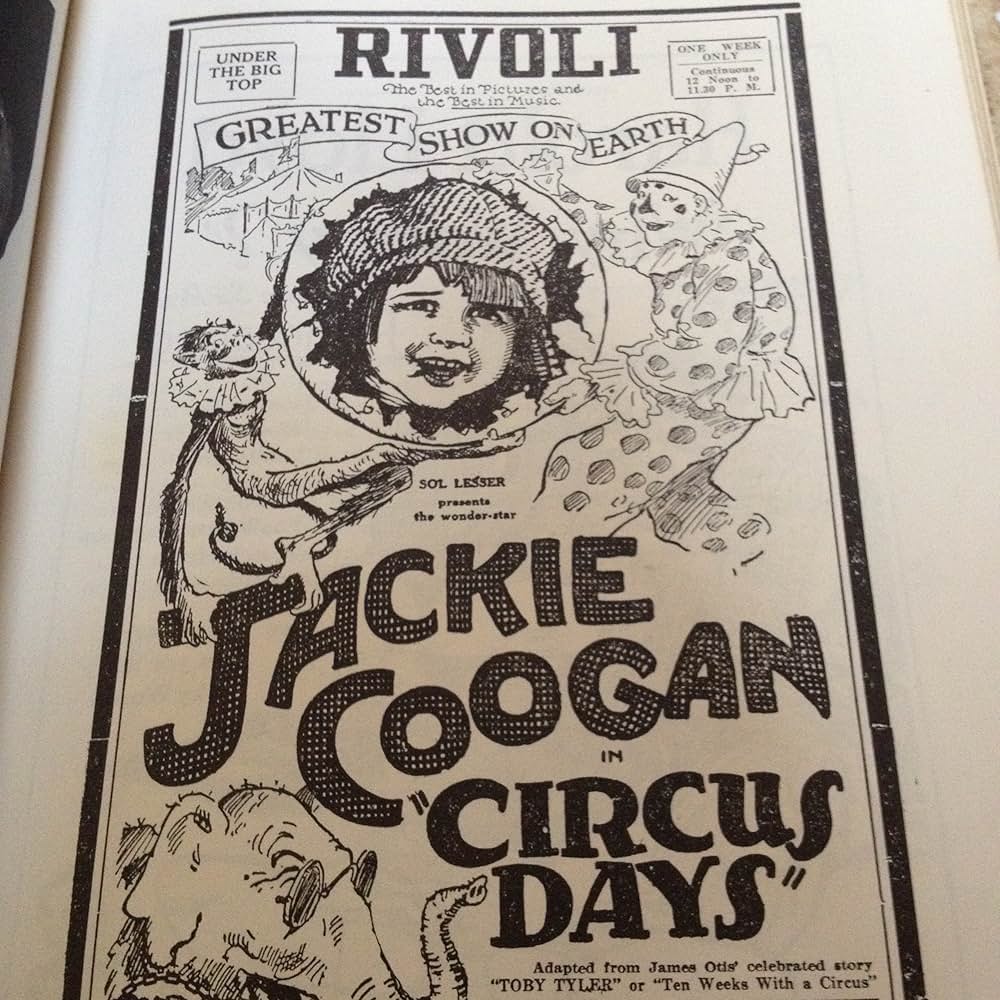 UNDER
THE BIG
TOP
RIVOLI
The Best in Pictures and
the Best in Music.
ONE WEEK
ONLY
Continuous
12 Noon to
11.30 P. M.
GREATEST SHOW ON EARTH
SOL LESSER
presents
the wonder-star
JACKIE
COOGAN
IN
"CIRCUS
DAYS"
Adapted from James Otis' celebrated story
"TOBY TYLER" or "Ten Weeks With a Circus"